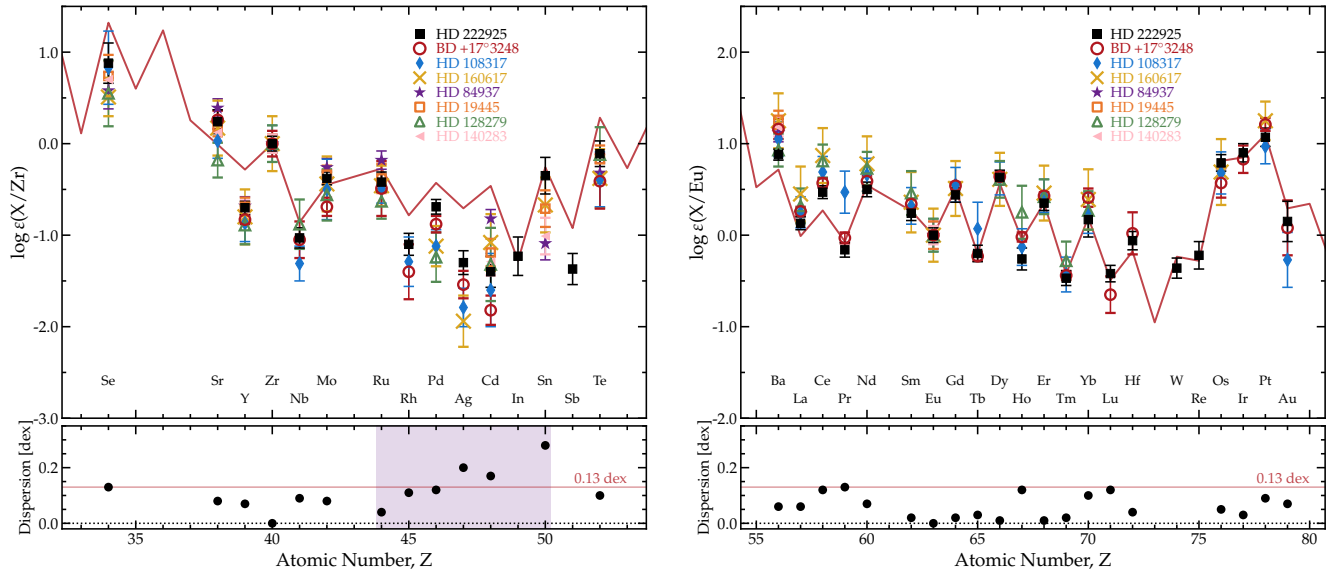 log ε(X/Zr)
1.0
0.0
-1.0
-2.0
-3.0
HD 222925
BD +17°3248
HD 108317
HD 160617
HD 84937
HD 19445
HD 128279
HD 140283
Se Sr Zr Mo Ru Pd Cd Sn Te
Y Nb Rh Ag In Sb
Dispersion [dex]
0.2
0.0
0.13 dex
35 40 45 50
Atomic Number, Z
log ε(X/Eu)
1.0
0.0
-1.0
-2.0
HD 222925
BD +17°3248
HD 108317
HD 160617
HD 84937
HD 19445
HD 128279
HD 140283
Ba Ce Nd Sm Gd Dy Er Yb Hf W Os Pt
La Pr Eu Tb Ho Tm Lu Re Ir Au
Dispersion [dex]
0.2
0.0
0.13 dex
55 60 65 70 75 80
Atomic Number, Z